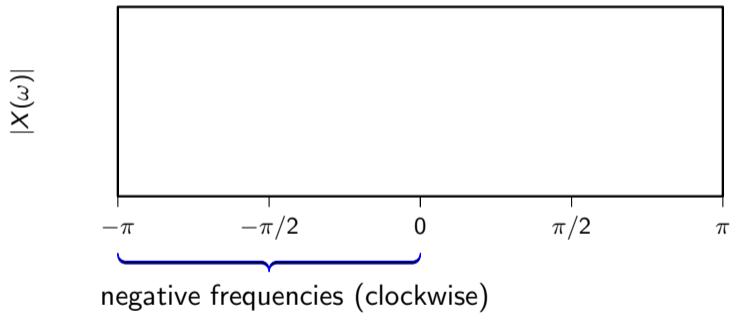 |X(ω)|
−π −π/2 0 π/2 π
negative frequencies (clockwise)